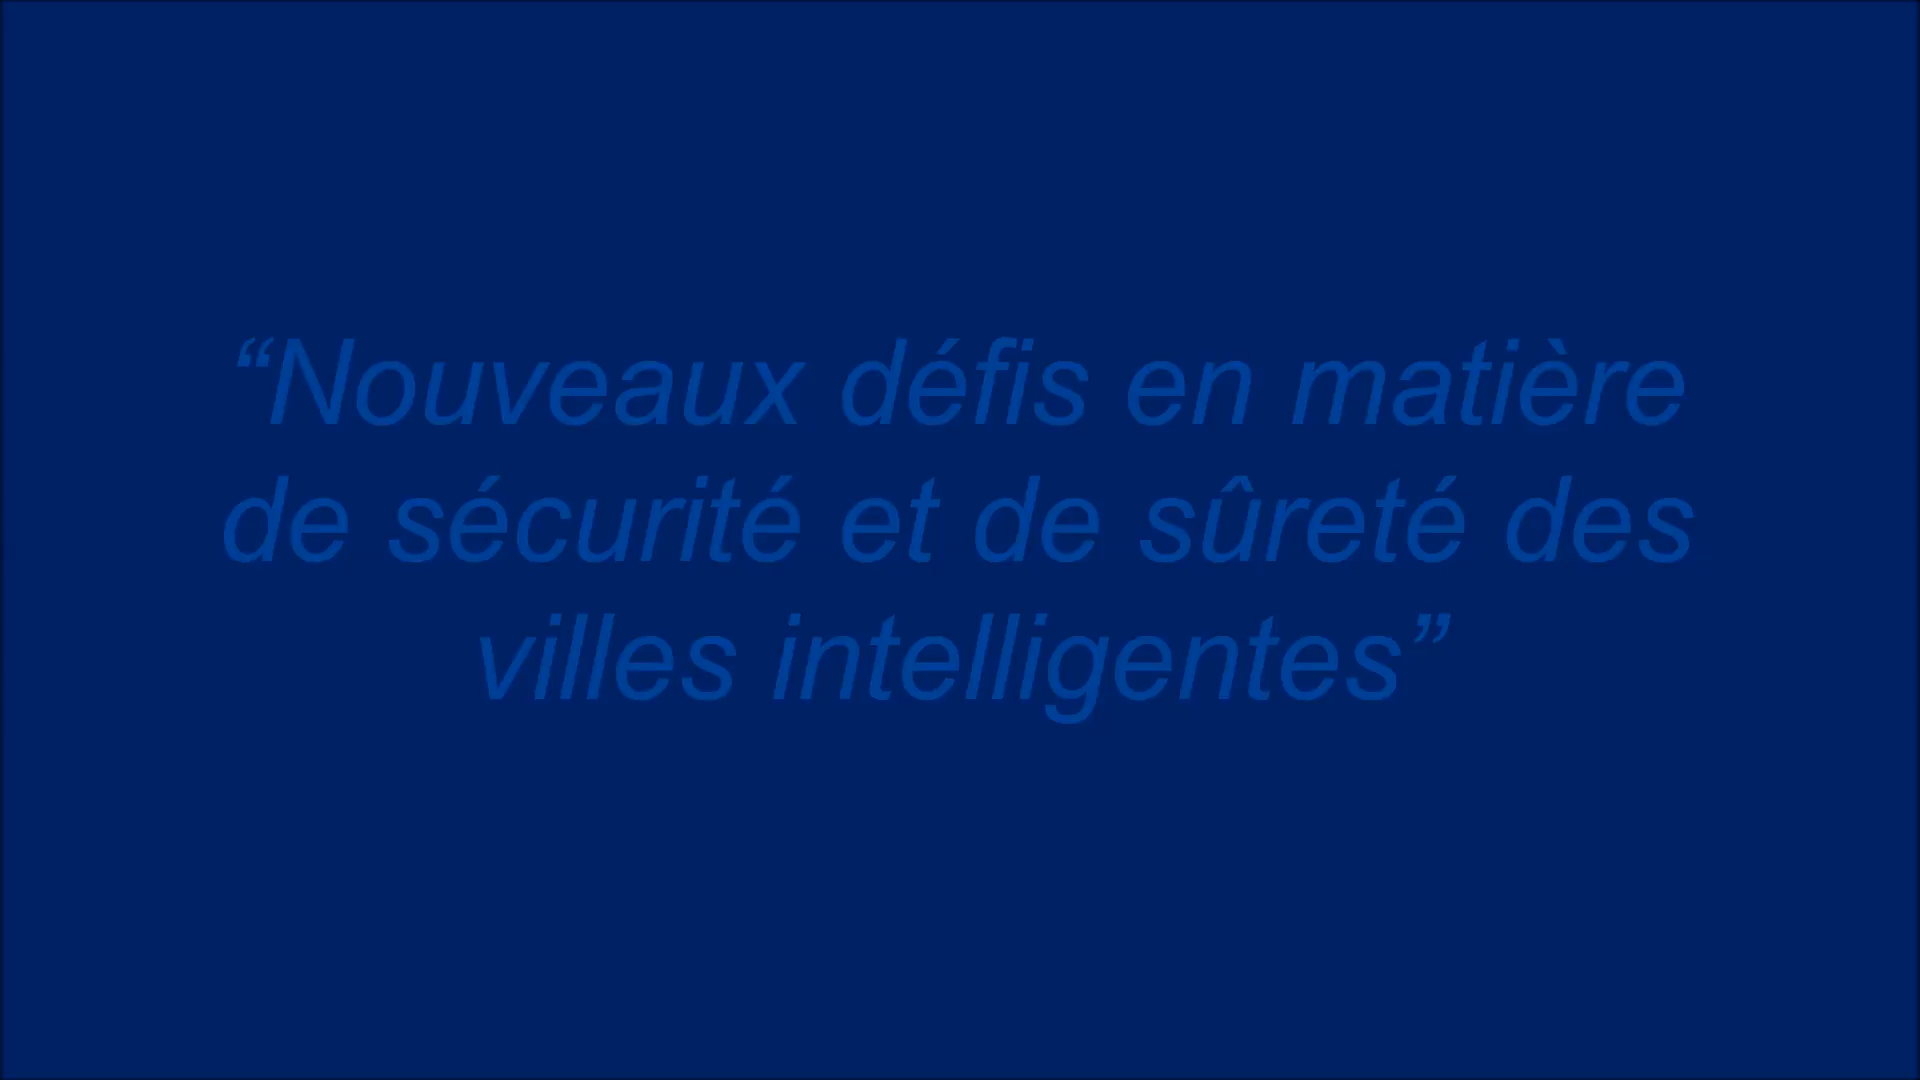 “Nouveaux défis en matière
de sécurité et de sûreté des
villes intelligentes”